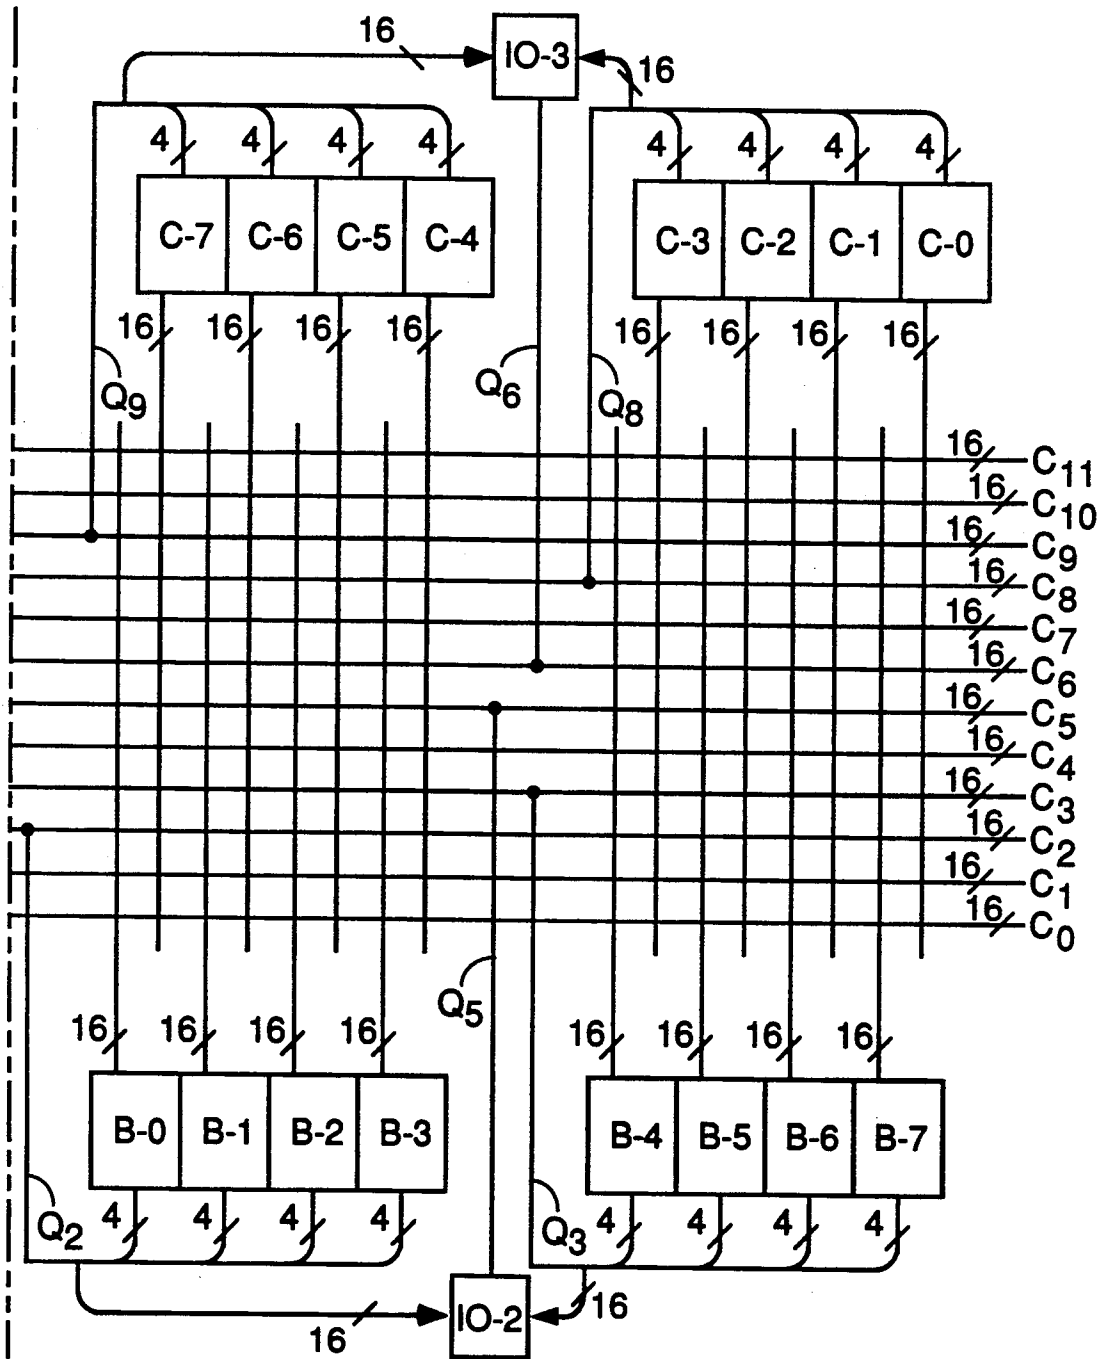 16
IO-3
16
4 4 4 4
4 4 4 4
C-7 C-6 C-5 C-4
C-3 C-2 C-1 C-0
16 16 16 16
16 16 16 16
Q9
Q6
Q8
16 C11
16 C10
16 C9
16 C8
16 C7
16 C6
16 C5
16 C4
16 C3
16 C2
16 C1
16 C0
Q5
16 16 16 16
16 16 16 16
B-0 B-1 B-2 B-3
B-4 B-5 B-6 B-7
Q2
4 4 4 4
Q3
4 4 4 4
16
IO-2
16